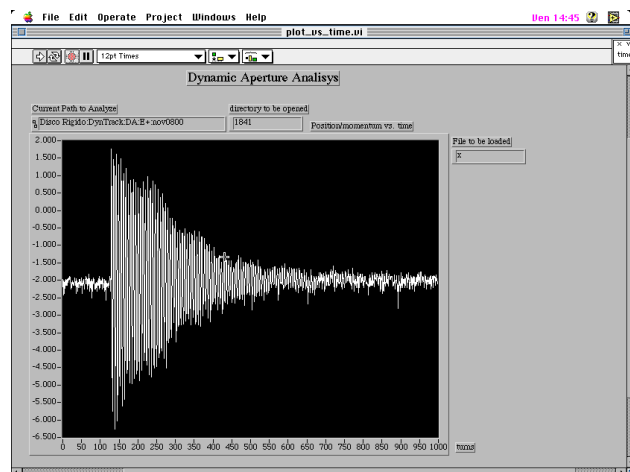 File Edit Operate Project Windows Help
Ven 14:45
plot_vs_time.vi
12pt Times
time
Dynamic Aperture Analisys
Current Path to Analyze
directory to be opened
Disco Rigido:DynTrack:DA:E+:nov0800
1841
Position/momentum vs. time
File to be loaded
x
2.000
1.500
1.000
0.500
0.000
-0.500
-1.000
-1.500
-2.000
-2.500
-3.000
-3.500
-4.000
-4.500
-5.000
-5.500
-6.000
-6.500
0 50 100 150 200 250 300 350 400 450 500 550 600 650 700 750 800 850 900 950 1000
turns